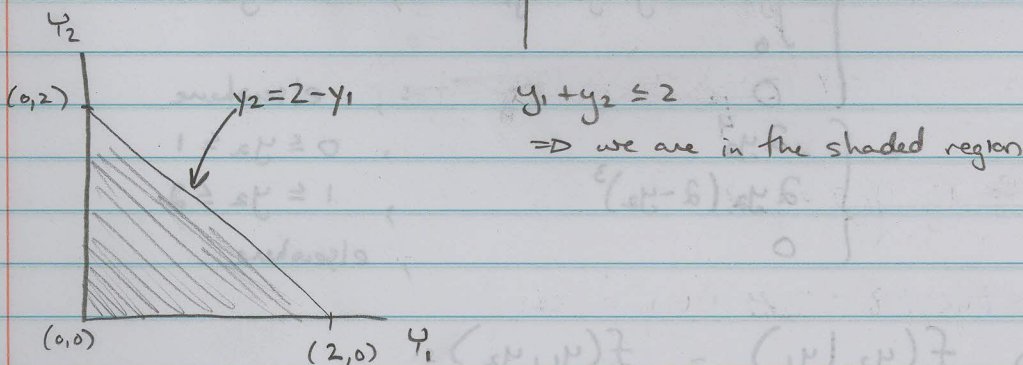 Y₂
(0,2)
y₂ = 2 - y₁
y₁ + y₂ ≤ 2
⇒ we are in the shaded region
(0,0)
(2,0)
Y₁